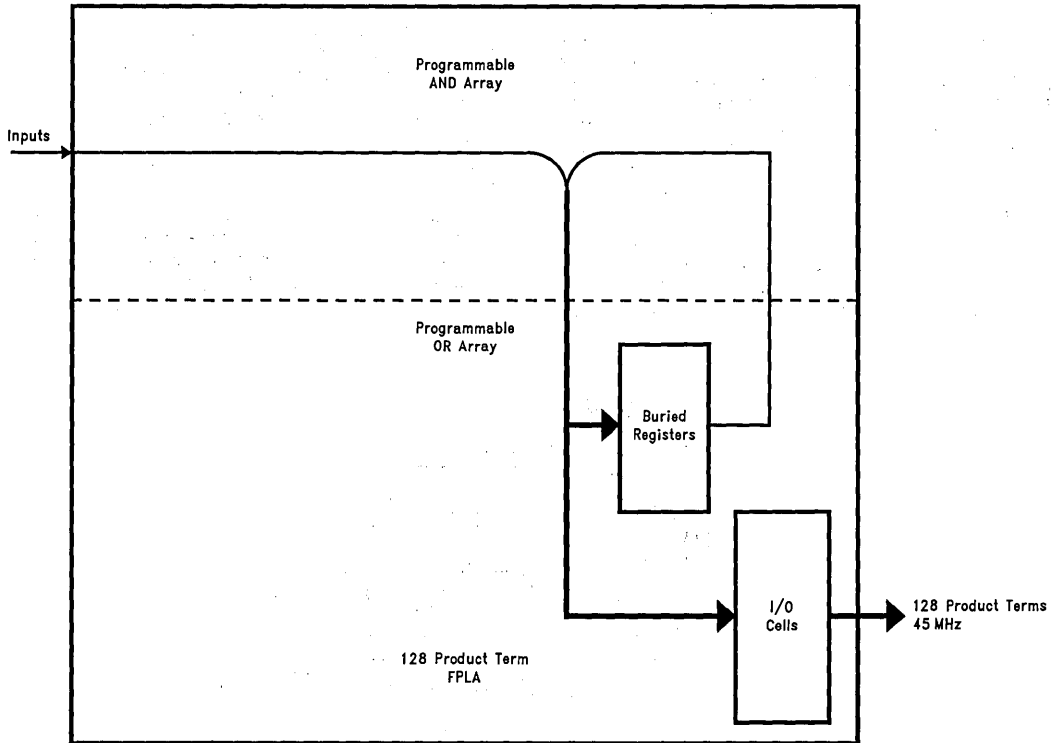 Programmable
AND Array
Inputs
Programmable
OR Array
Buried
Registers
I/O
Cells
128 Product Terms
45 MHz
128 Product Term
FPLA